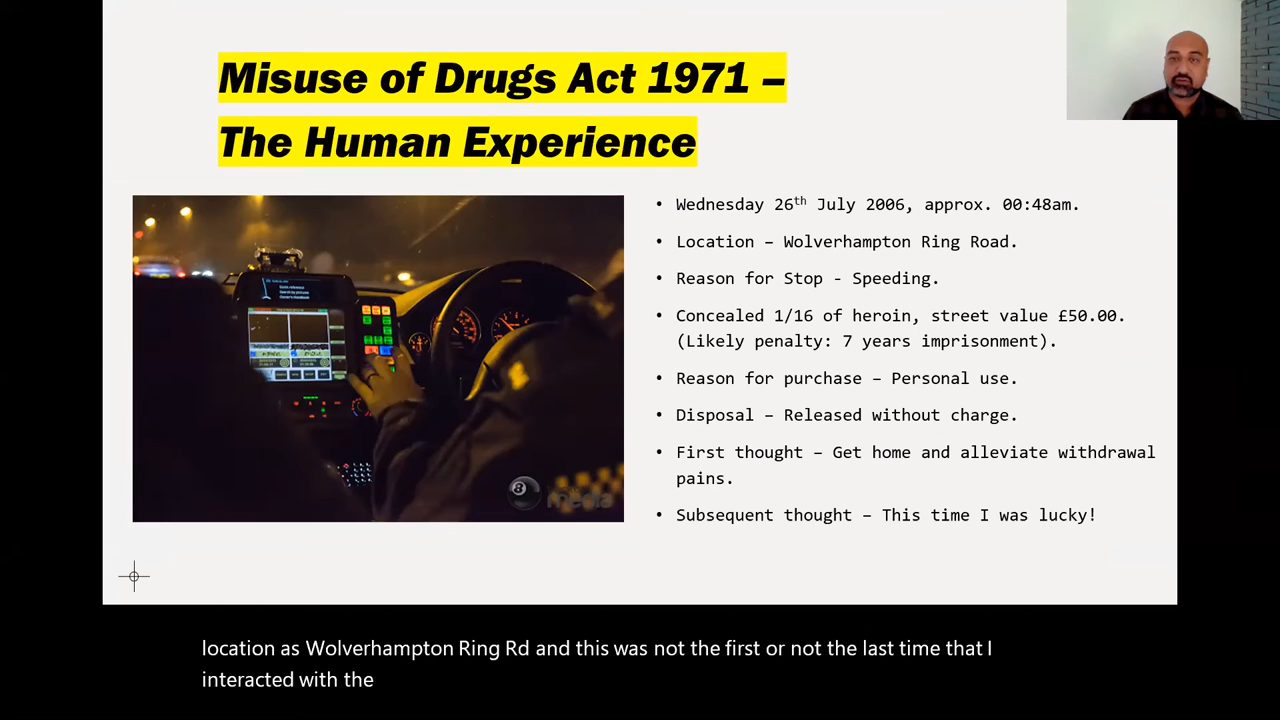 Misuse of Drugs Act 1971 –
The Human Experience
• Wednesday 26th July 2006, approx. 00:48am.
• Location – Wolverhampton Ring Road.
• Reason for Stop - Speeding.
• Concealed 1/16 of heroin, street value £50.00.
(Likely penalty: 7 years imprisonment).
• Reason for purchase – Personal use.
• Disposal – Released without charge.
• First thought – Get home and alleviate withdrawal
pains.
• Subsequent thought – This time I was lucky!
8 media
location as Wolverhampton Ring Rd and this was not the first or not the last time that I
interacted with the